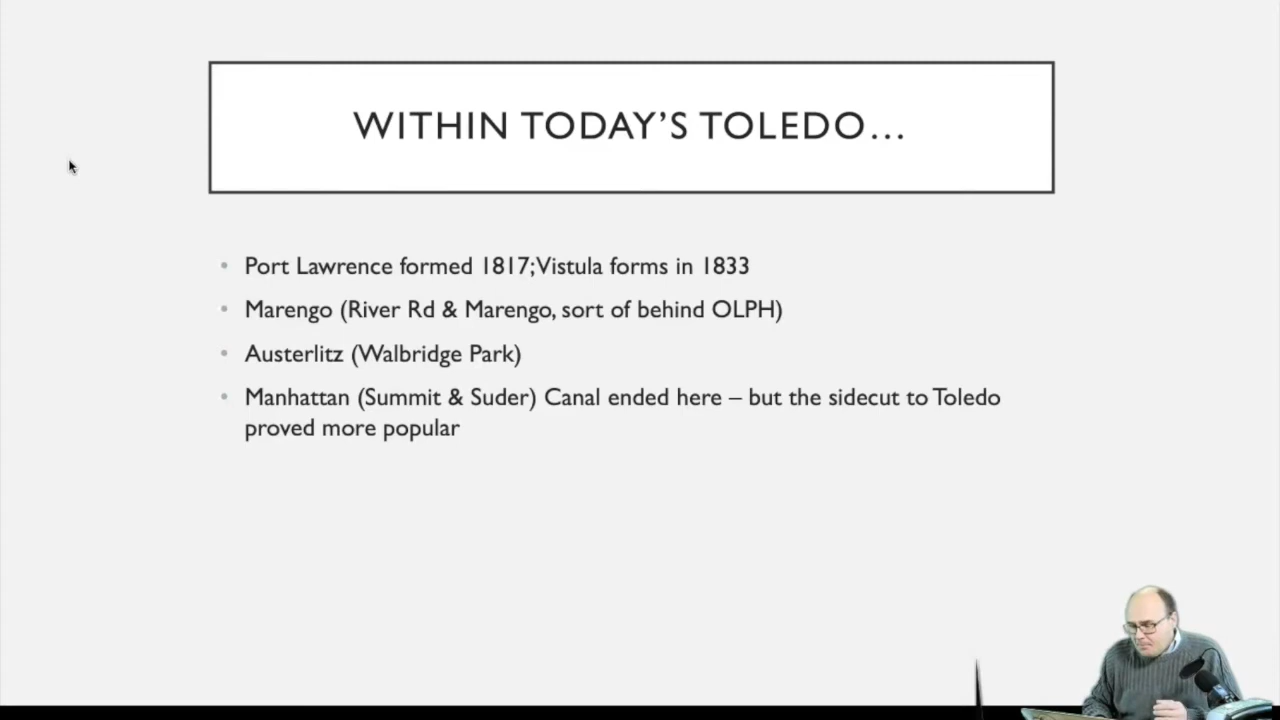 WITHIN TODAY'S TOLEDO...
• Port Lawrence formed 1817;Vistula forms in 1833
• Marengo (River Rd & Marengo, sort of behind OLPH)
• Austerlitz (Walbridge Park)
• Manhattan (Summit & Suder) Canal ended here – but the sidecut to Toledo
proved more popular